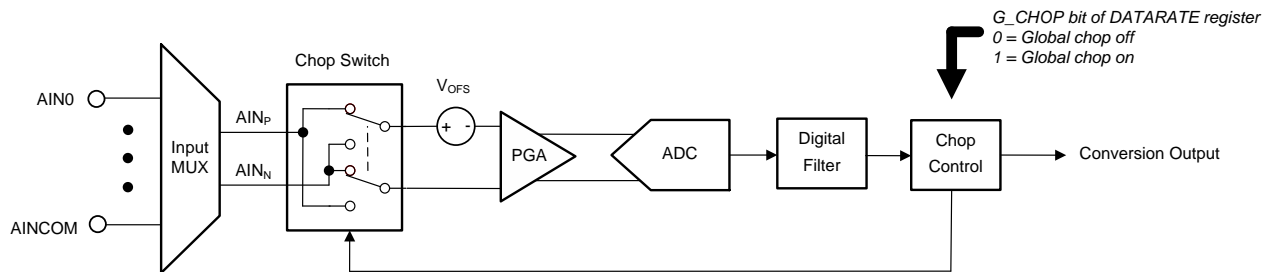 G_CHOP bit of DATARATE register
0 = Global chop off
1 = Global chop on
Chop Switch
VOFS
AIN0
AINP
Input
MUX
AINN
AINCOM
+ -
PGA
ADC
Digital
Filter
Chop
Control
Conversion Output